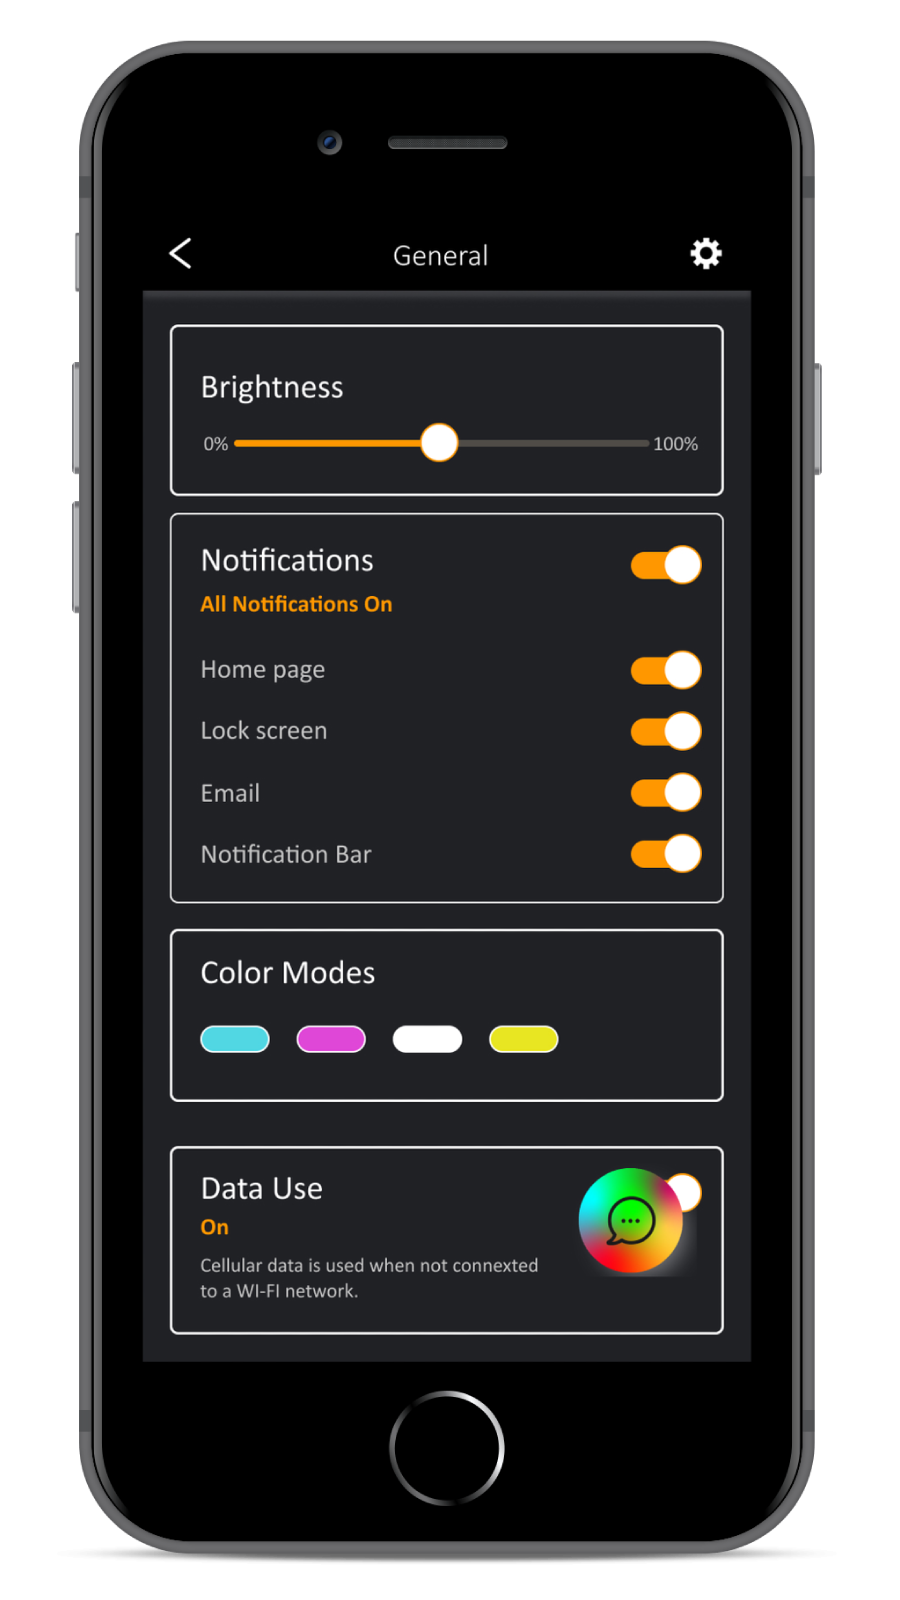 General
Brightness
0% 100%
Notifications
All Notifications On
Home page
Lock screen
Email
Notification Bar
Color Modes
Data Use
On
Cellular data is used when not connexted
to a WI-FI network.